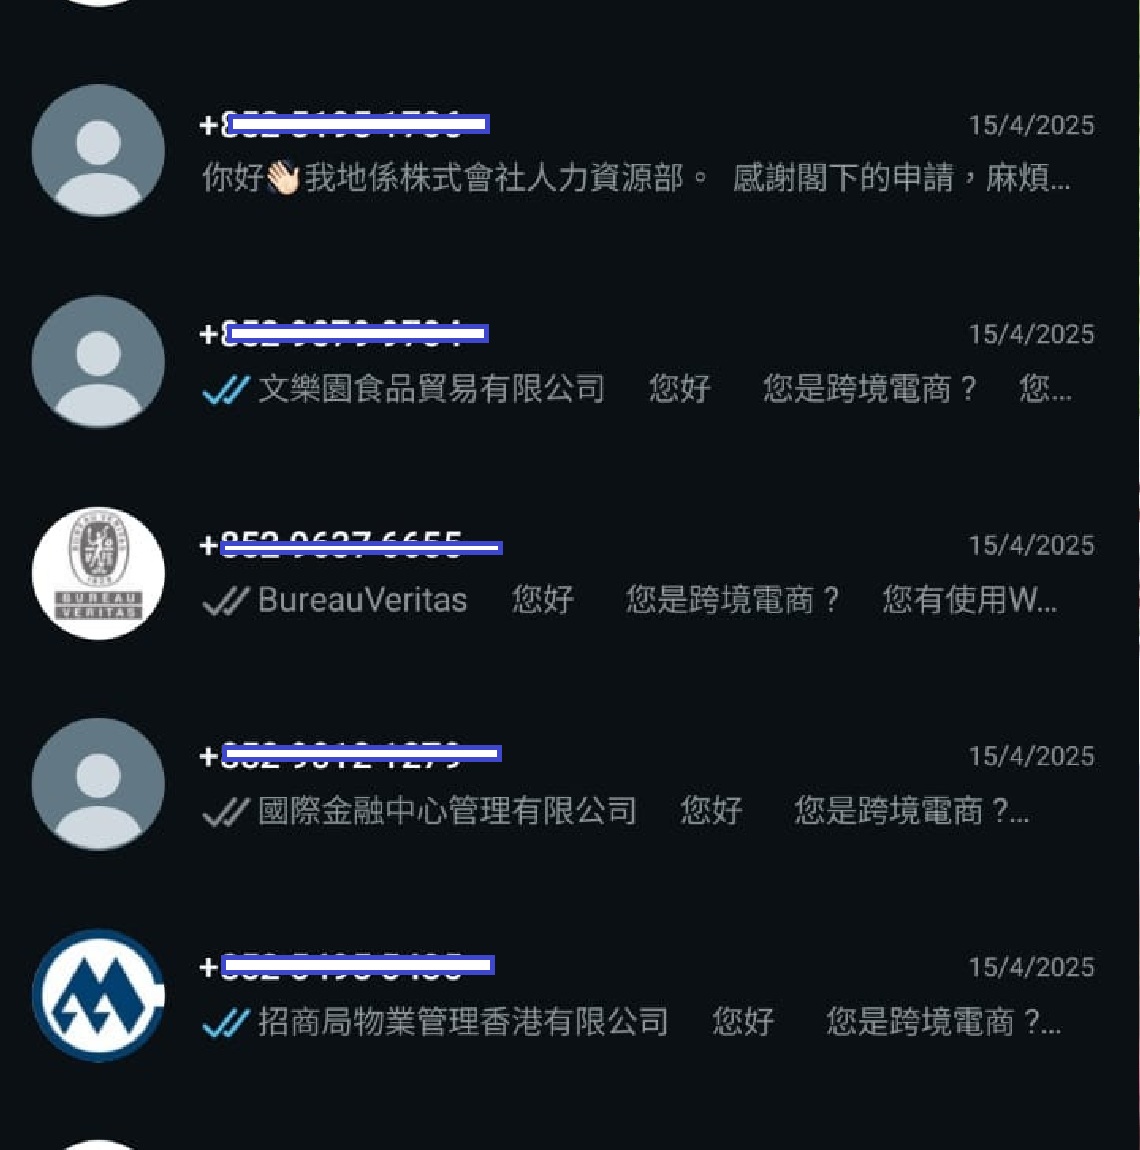 +
15/4/2025
你好👋🏻我地係株式會社人力資源部。 感謝閣下的申請，麻煩...
+
15/4/2025
文樂園食品貿易有限公司 您好 您是跨境電商？ 您...
BUREAU VERITAS
1828
BUREAU
VERITAS
+
15/4/2025
BureauVeritas 您好 您是跨境電商？ 您有使用W...
+
15/4/2025
國際金融中心管理有限公司 您好 您是跨境電商 ?...
+
15/4/2025
招商局物業管理香港有限公司 您好 您是跨境電商 ?...